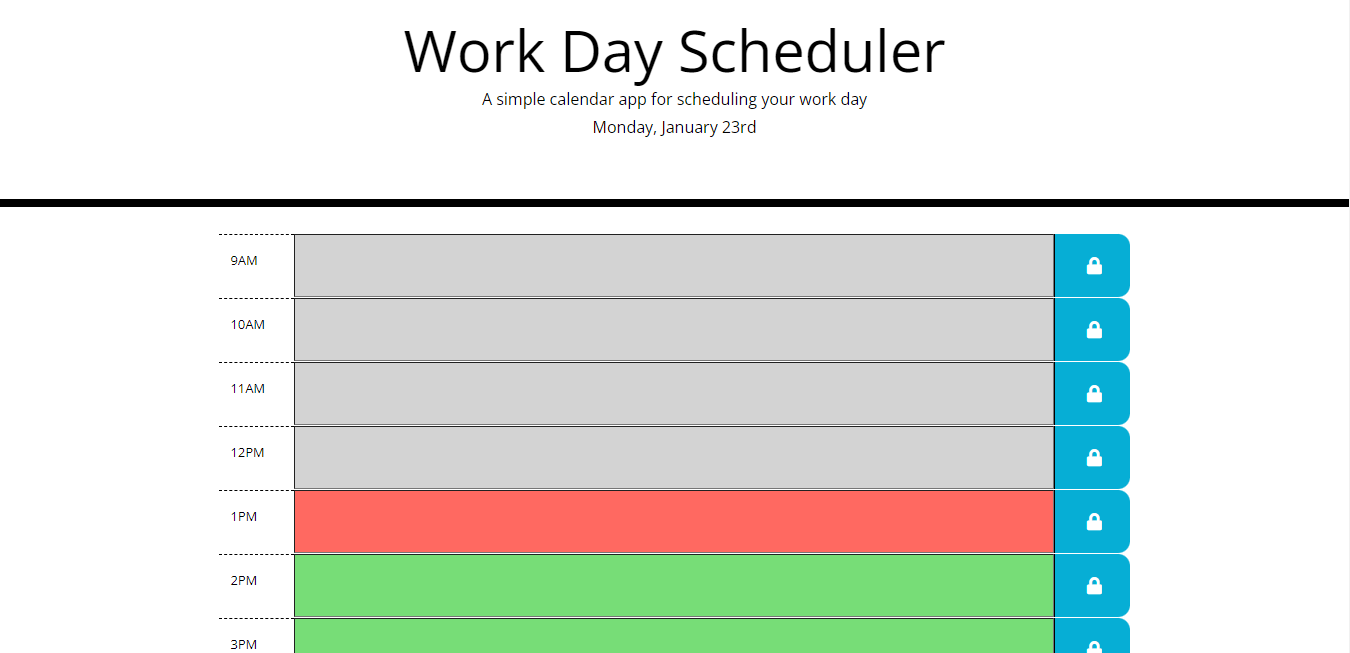 Work Day Scheduler
A simple calendar app for scheduling your work day
Monday, January 23rd
9AM
10AM
11AM
12PM
1PM
2PM
3PM